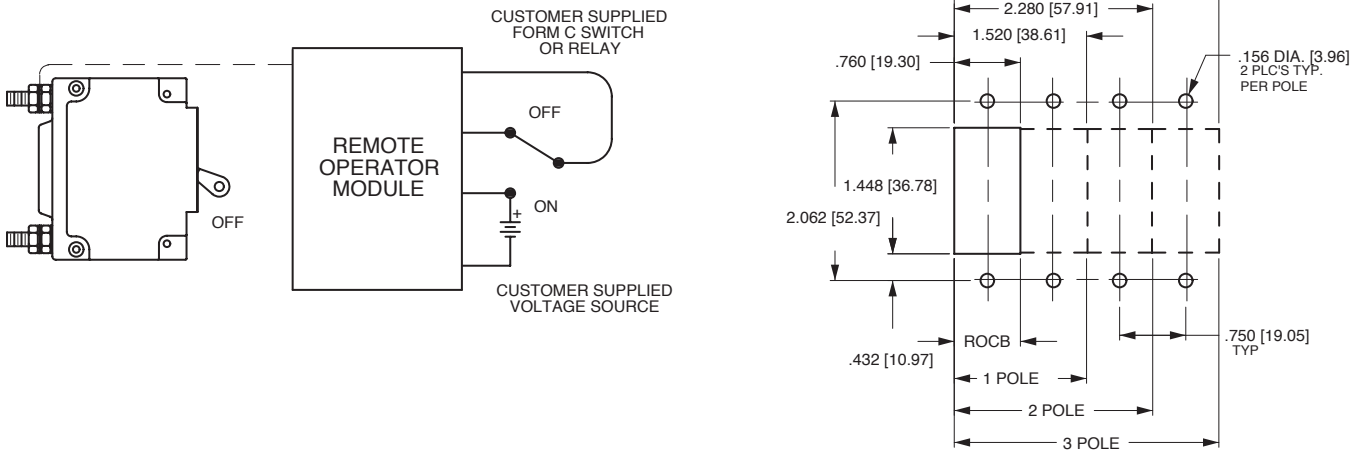 CUSTOMER SUPPLIED
FORM C SWITCH
OR RELAY
OFF
REMOTE
OPERATOR
MODULE
OFF
+
ON
CUSTOMER SUPPLIED
VOLTAGE SOURCE
2.280 [57.91]
1.520 [38.61]
.760 [19.30]
.156 DIA. [3.96]
2 PLC'S TYP.
PER POLE
1.448 [36.78]
2.062 [52.37]
.432 [10.97]
ROCB
.750 [19.05]
TYP
1 POLE
2 POLE
3 POLE